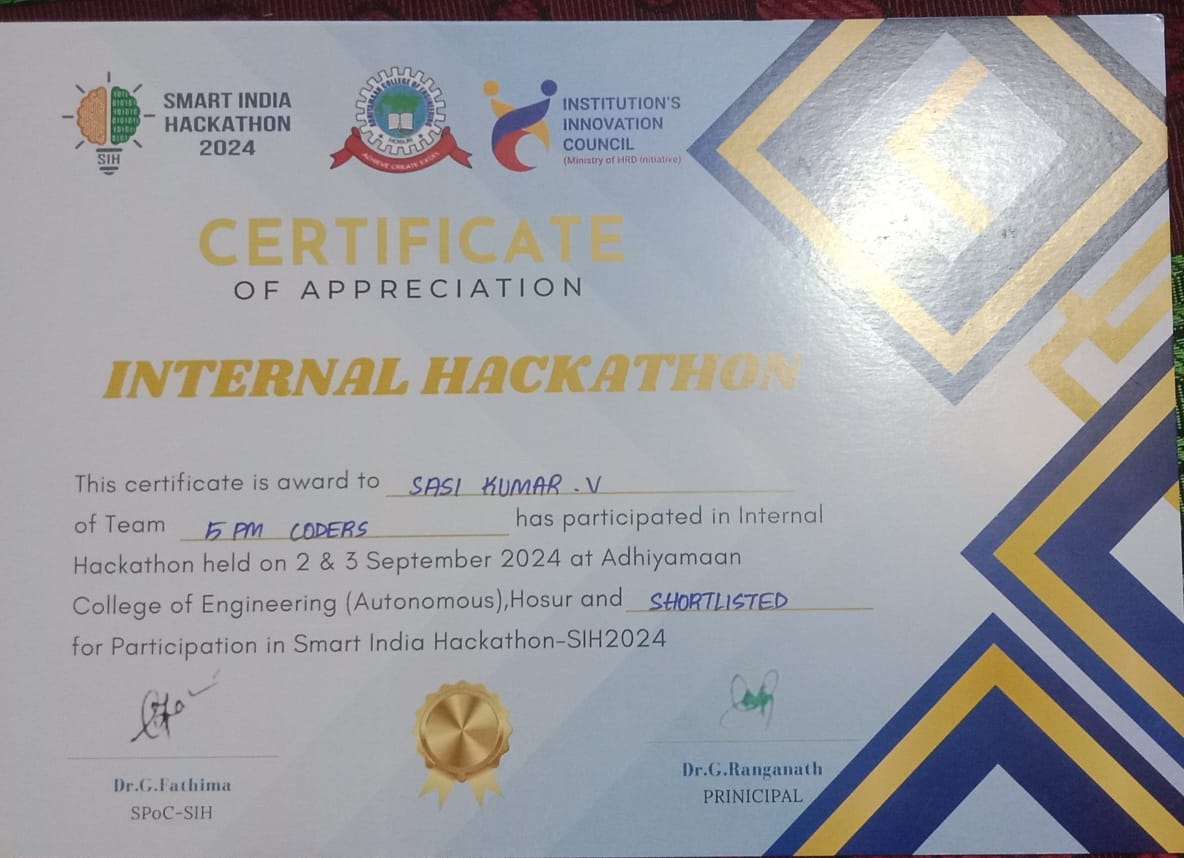 SMART INDIA
HACKATHON
2024
SIH
ACHIEVE CREATE EXCEL
INSTITUTION'S
INNOVATION
COUNCIL
(Ministry of HRD Initiative)
CERTIFICATE
OF APPRECIATION
INTERNAL HACKATHON
This certificate is award to SASI KUMAR . V
of Team 5 PM CODERS has participated in Internal
Hackathon held on 2 & 3 September 2024 at Adhiyamaan
College of Engineering (Autonomous),Hosur and SHORTLISTED
for Participation in Smart India Hackathon-SIH2024
Dr.G.Fathima
SPoC-SIH
Dr.G.Ranganath
PRINICIPAL